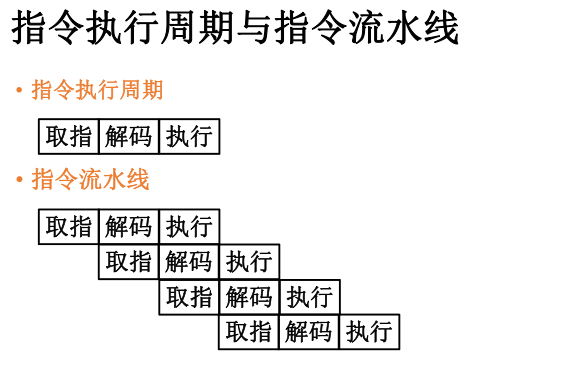 指令执行周期与指令流水线
• 指令执行周期
取指 解码 执行
• 指令流水线
取指 解码 执行
取指 解码 执行
取指 解码 执行
取指 解码 执行